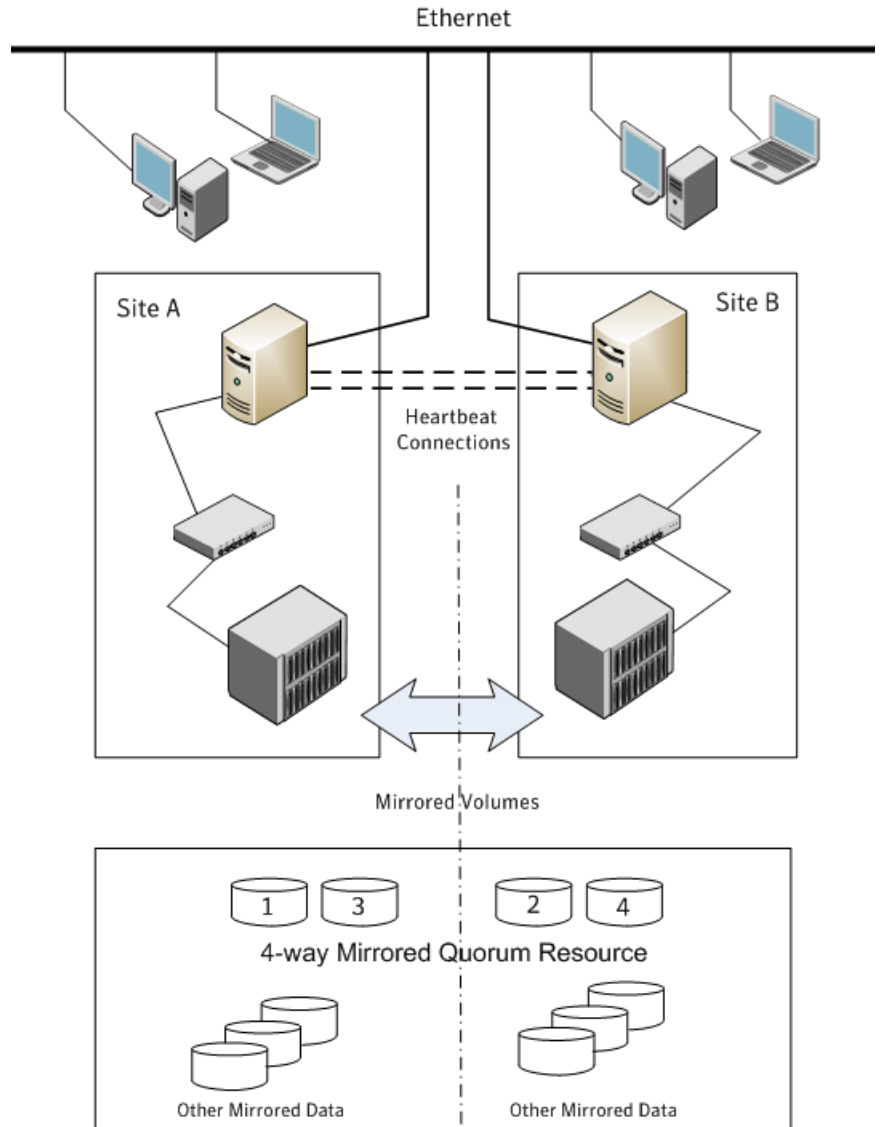 Ethernet
Site A
Site B
Heartbeat
Connections
Mirrored Volumes
1
3
2
4
4-way Mirrored Quorum Resource
Other Mirrored Data
Other Mirrored Data